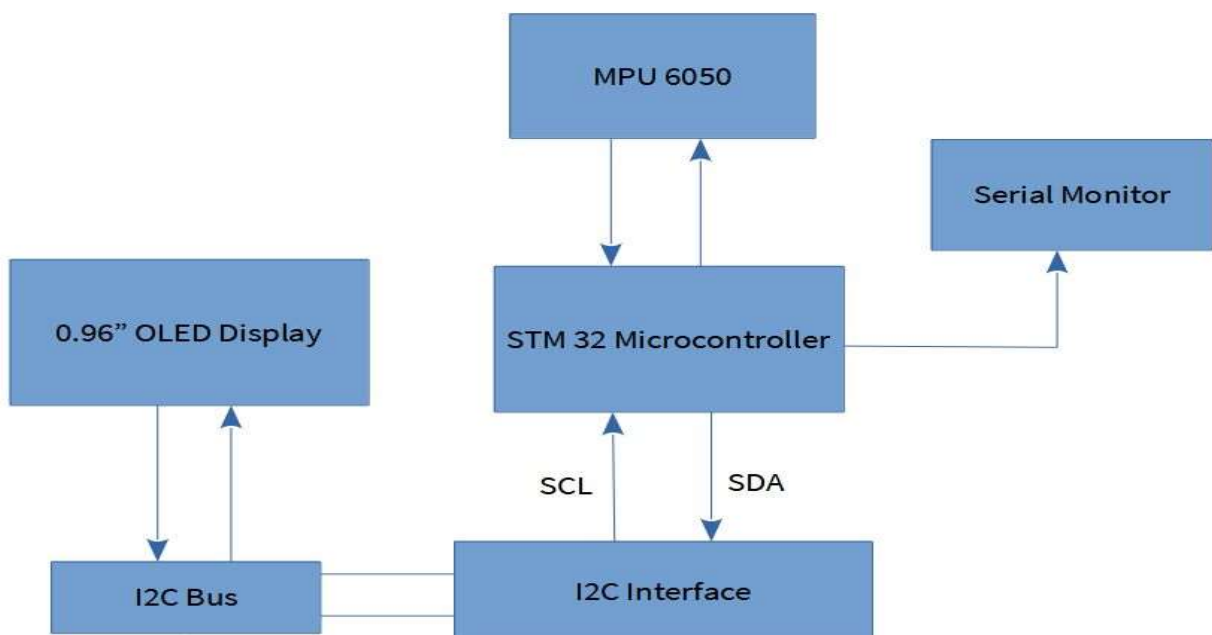 MPU 6050
Serial Monitor
0.96” OLED Display
STM 32 Microcontroller
SCL
SDA
I2C Bus
I2C Interface